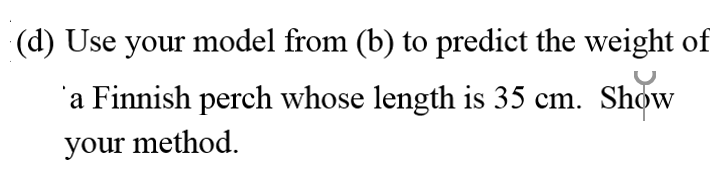 (d) Use your model from (b) to predict the weight of
a Finnish perch whose length is 35 cm. Show
your method.